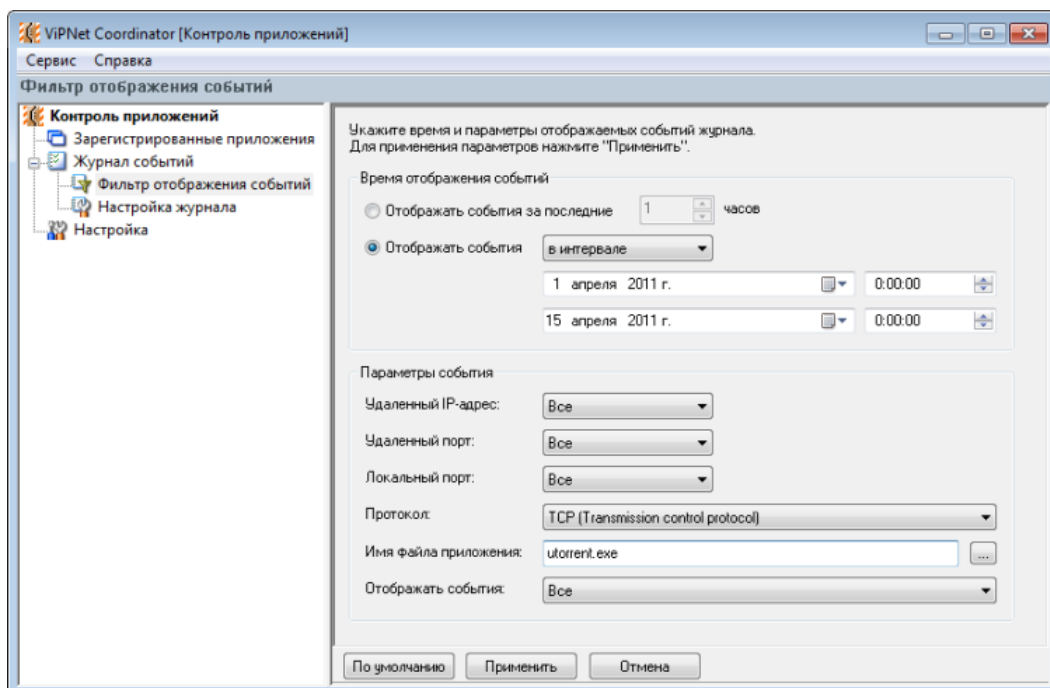 ViPNet Coordinator [Контроль приложений]
Сервис Справка
Фильтр отображения событий
Контроль приложений
Зарегистрированные приложения
Журнал событий
Фильтр отображения событий
Настройка журнала
Настройка
Укажите время и параметры отображаемых событий журнала.
Для применения параметров нажмите "Применить".
Время отображения событий
Отображать события за последние 1 часов
Отображать события в интервале
1 апреля 2011 г. 0:00:00
15 апреля 2011 г. 0:00:00
Параметры события
Удаленный IP-адрес: Все
Удаленный порт: Все
Локальный порт: Все
Протокол: TCP (Transmission control protocol)
Имя файла приложения: utorrent.exe ...
Отображать события: Все
По умолчанию Применить Отмена